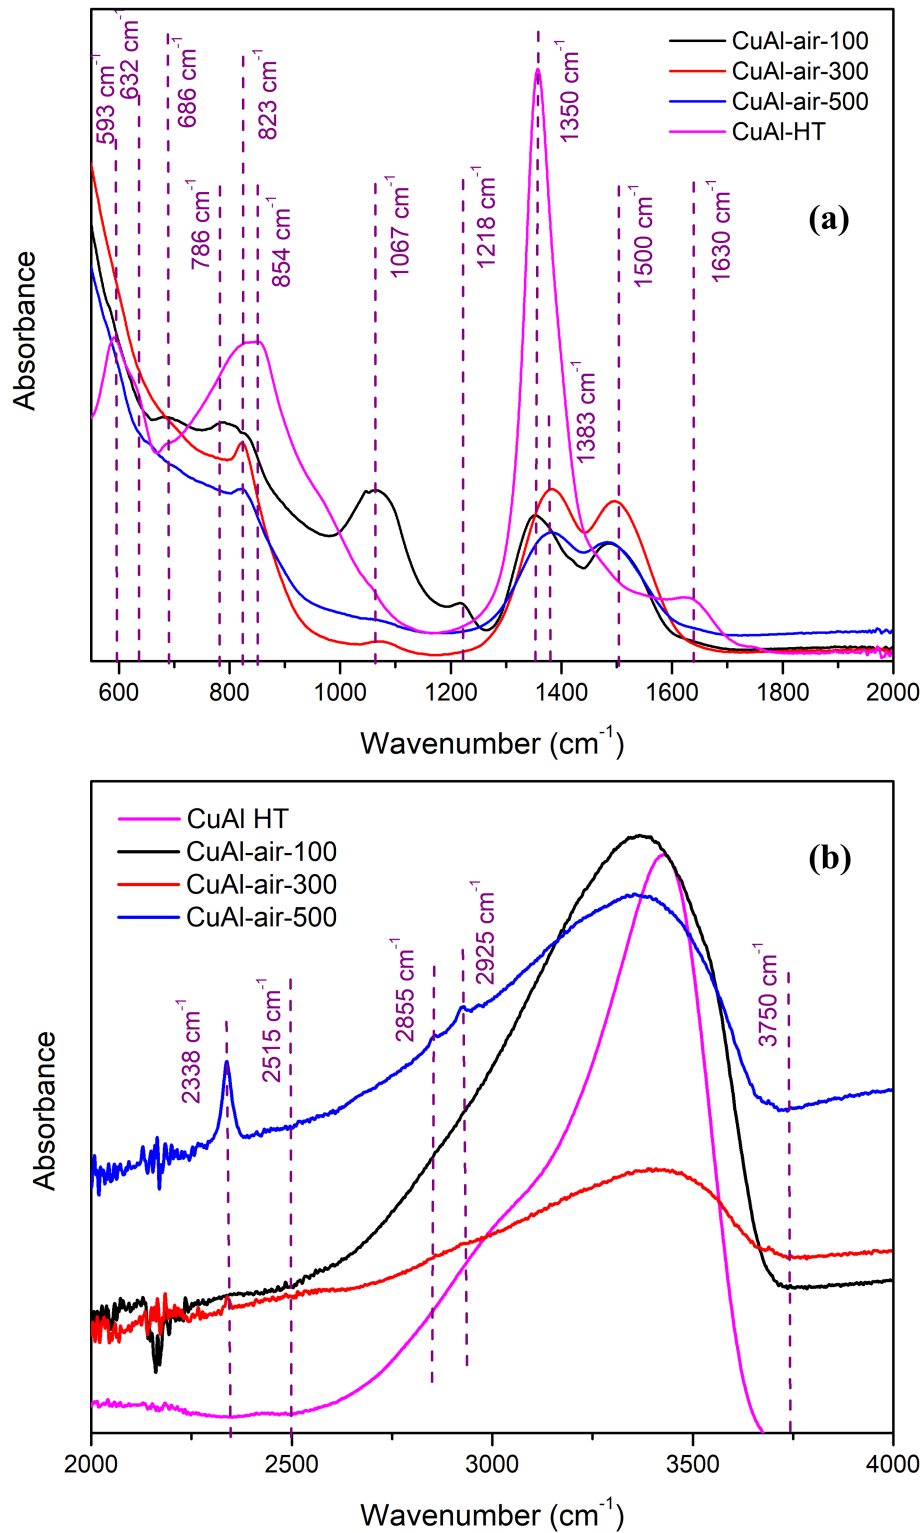 593 cm⁻¹
632 cm⁻¹
686 cm⁻¹
786 cm⁻¹
823 cm⁻¹
854 cm⁻¹
1067 cm⁻¹
1218 cm⁻¹
1350 cm⁻¹
1383 cm⁻¹
1500 cm⁻¹
1630 cm⁻¹
CuAl-air-100
CuAl-air-300
CuAl-air-500
CuAl-HT
(a)
Absorbance
600 800 1000 1200 1400 1600 1800 2000
Wavenumber (cm⁻¹)
CuAl HT
CuAl-air-100
CuAl-air-300
CuAl-air-500
(b)
2338 cm⁻¹
2515 cm⁻¹
2855 cm⁻¹
2925 cm⁻¹
3750 cm⁻¹
Absorbance
2000 2500 3000 3500 4000
Wavenumber (cm⁻¹)